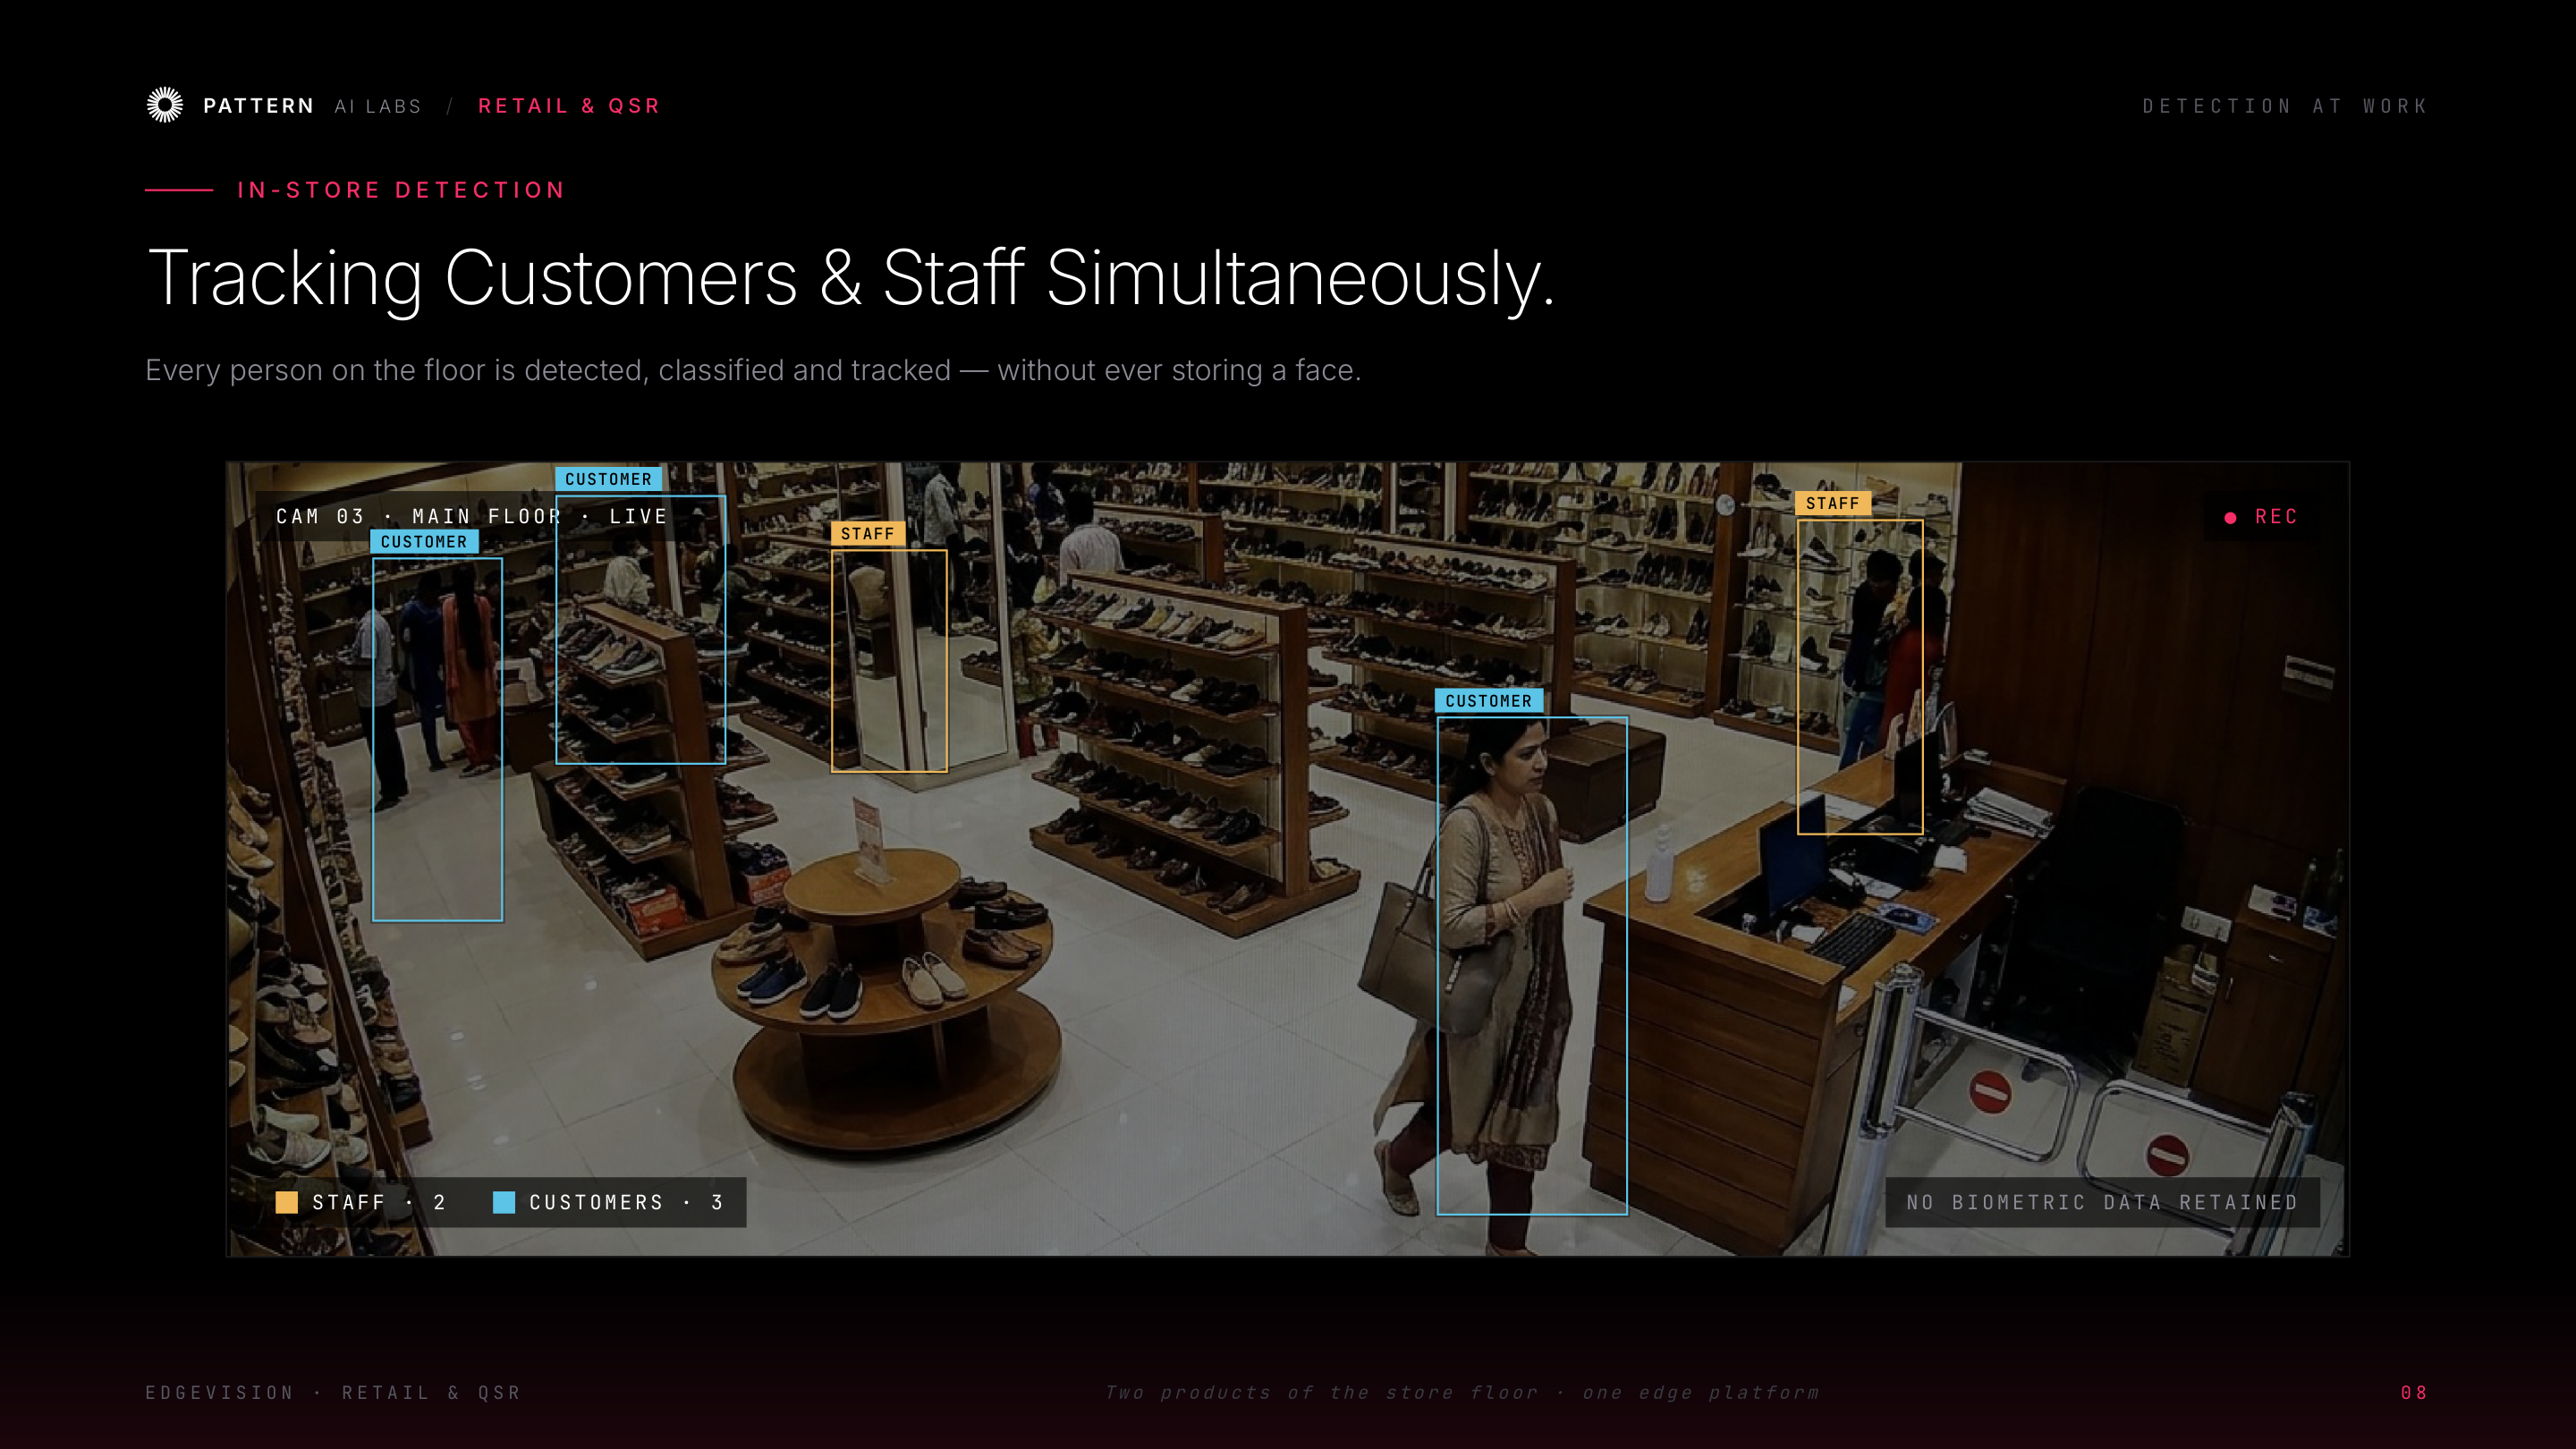 PATTERN AI LABS / RETAIL & QSR
DETECTION AT WORK
IN-STORE DETECTION
Tracking Customers & Staff Simultaneously.
Every person on the floor is detected, classified and tracked — without ever storing a face.
CUSTOMER
CAM 03 · MAIN FLOOR · LIVE
CUSTOMER
STAFF
STAFF
REC
CUSTOMER
STAFF · 2 CUSTOMERS · 3
NO BIOMETRIC DATA RETAINED
EDGEVISION · RETAIL & QSR
Two products of the store floor · one edge platform
08